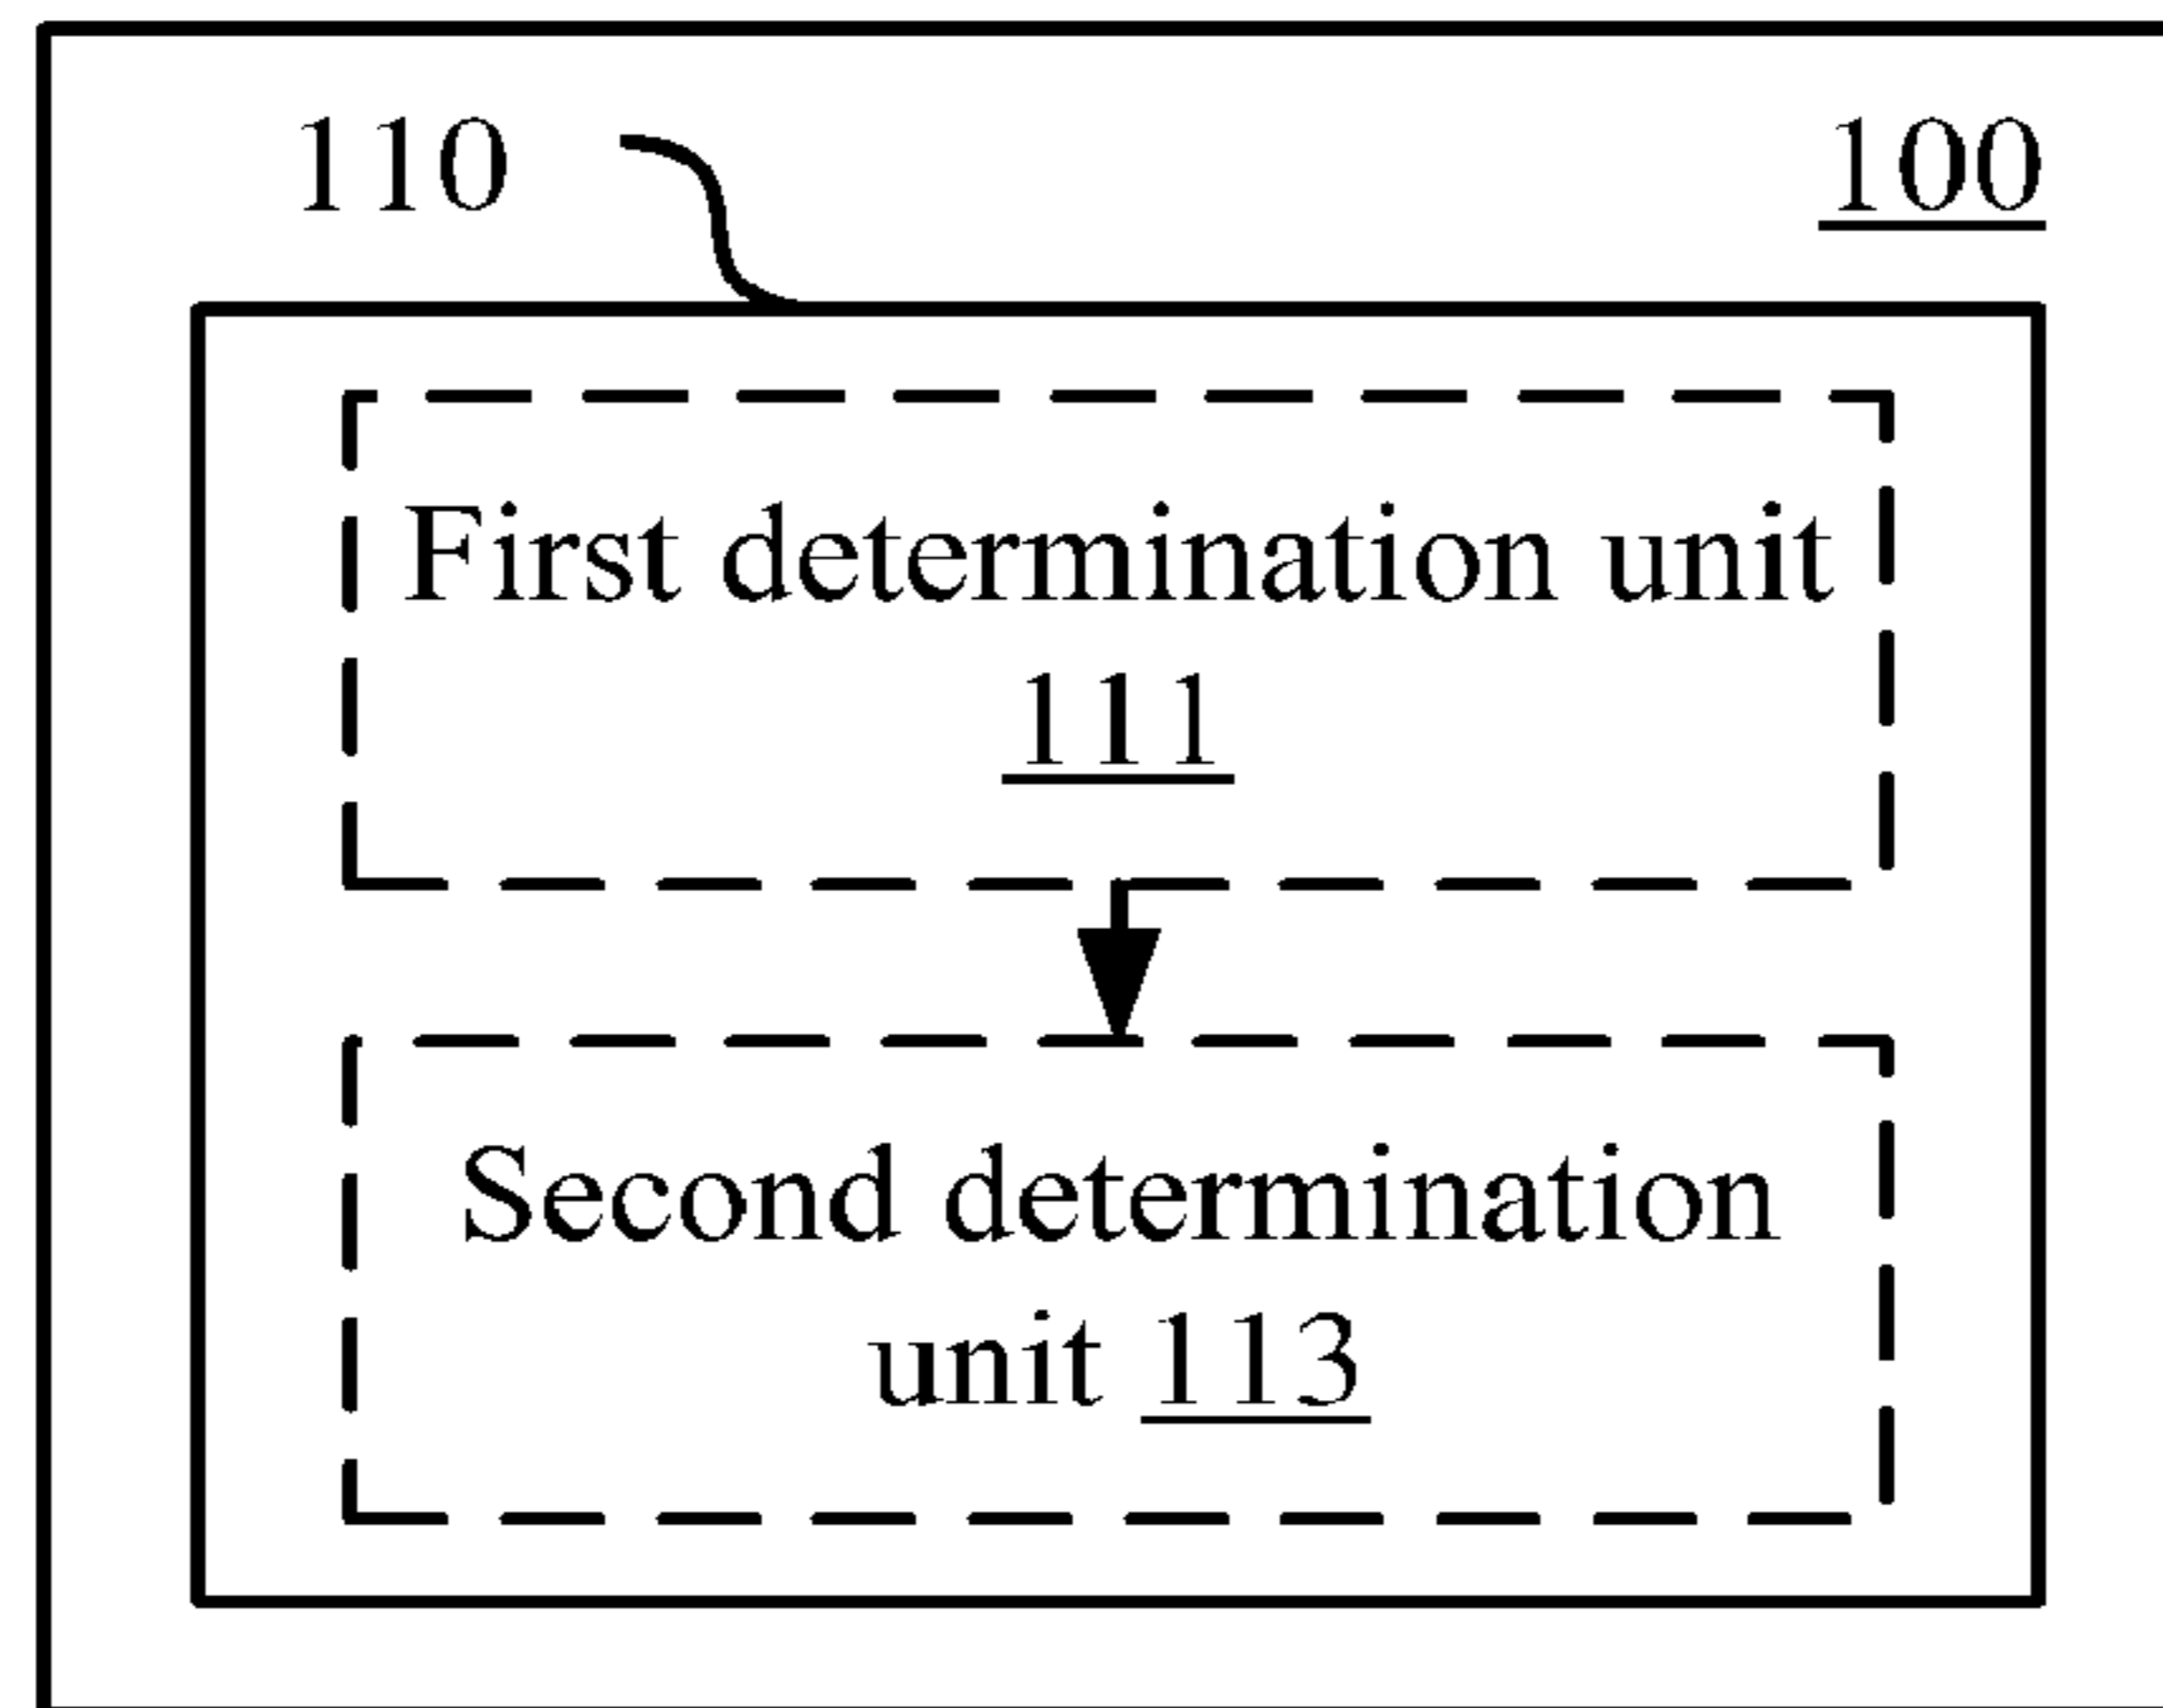 110
100
First determination unit
111
Second determination
unit 113